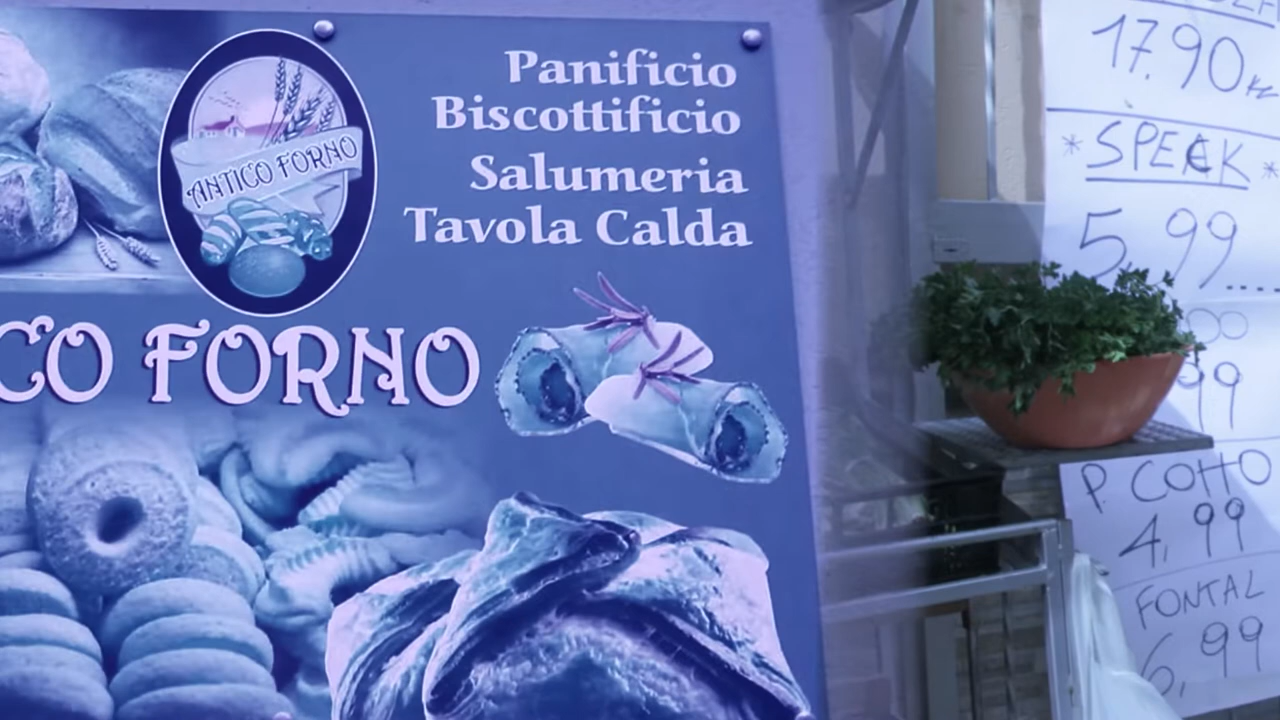 Panificio
Biscottificio
Salumeria
Tavola Calda
ANTICO FORNO
CO FORNO
17.90
* SPECK *
5,99
99
P COTTO
4,99
FONTAL
6,99